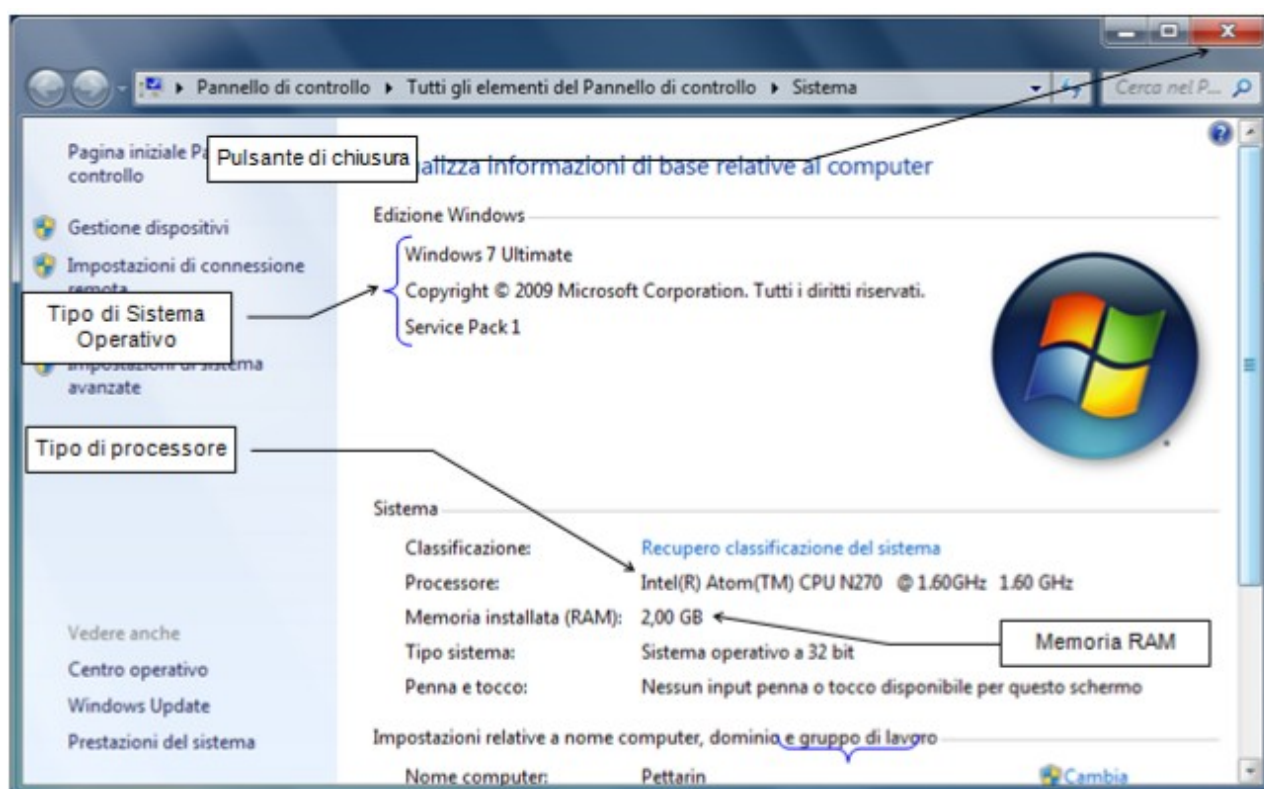 Pannello di controllo Tutti gli elementi del Pannello di controllo Sistema
Cerca nel P...
Pagina iniziale P
controllo
Gestione dispositivi
Impostazioni di connessione
remota
Impostazioni di sistema
avanzate
Vedere anche
Centro operativo
Windows Update
Prestazioni del sistema
Pulsante di chiusura
Tipo di Sistema
Operativo
Tipo di processore
Memoria RAM
alizza informazioni di base relative al computer
Edizione Windows
Windows 7 Ultimate
Copyright © 2009 Microsoft Corporation. Tutti i diritti riservati.
Service Pack 1
Sistema
Classificazione: Recupero classificazione del sistema
Processore: Intel(R) Atom(TM) CPU N270 @ 1.60GHz 1.60 GHz
Memoria installata (RAM): 2,00 GB
Tipo sistema: Sistema operativo a 32 bit
Penna e tocco: Nessun input penna o tocco disponibile per questo schermo
Impostazioni relative a nome computer, dominio e gruppo di lavoro
Nome computer: Pettarin
Cambia